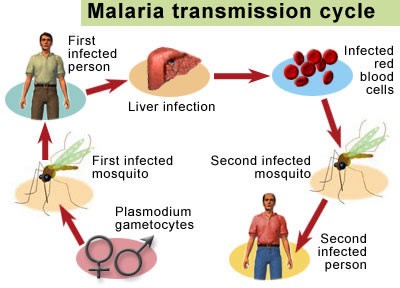 Malaria transmission cycle
First
infected
person
Liver infection
Infected
red
blood
cells
First infected
mosquito
Second infected
mosquito
Plasmodium
gametocytes
Second
infected
person